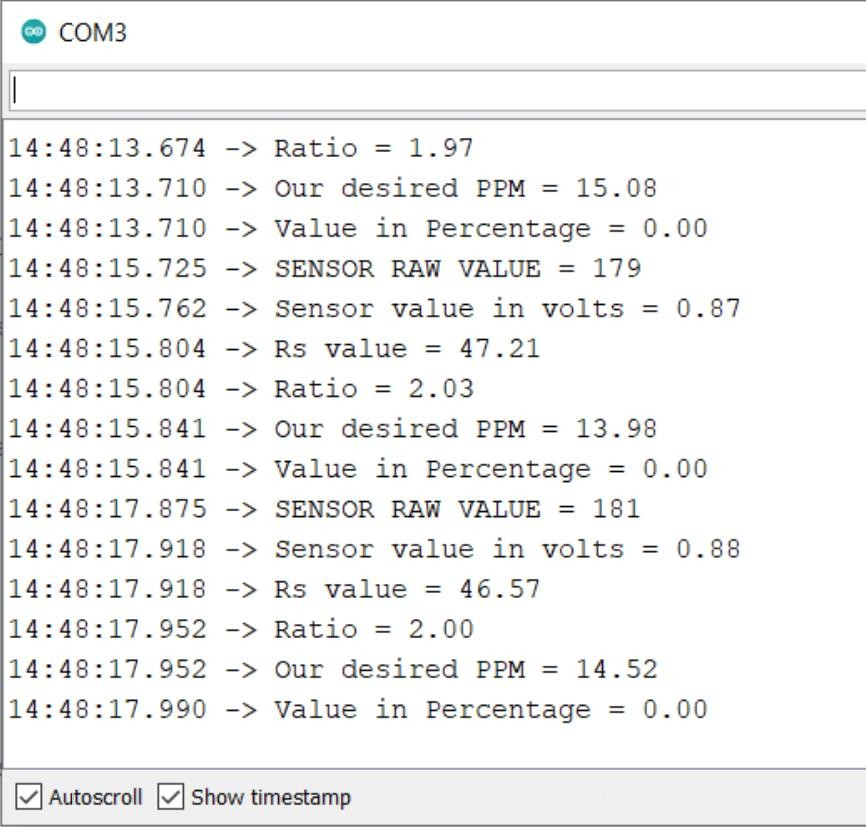 COM3
14:48:13.674 -> Ratio = 1.97
14:48:13.710 -> Our desired PPM = 15.08
14:48:13.710 -> Value in Percentage = 0.00
14:48:15.725 -> SENSOR RAW VALUE = 179
14:48:15.762 -> Sensor value in volts = 0.87
14:48:15.804 -> Rs value = 47.21
14:48:15.804 -> Ratio = 2.03
14:48:15.841 -> Our desired PPM = 13.98
14:48:15.841 -> Value in Percentage = 0.00
14:48:17.875 -> SENSOR RAW VALUE = 181
14:48:17.918 -> Sensor value in volts = 0.88
14:48:17.918 -> Rs value = 46.57
14:48:17.952 -> Ratio = 2.00
14:48:17.952 -> Our desired PPM = 14.52
14:48:17.990 -> Value in Percentage = 0.00
Autoscroll Show timestamp